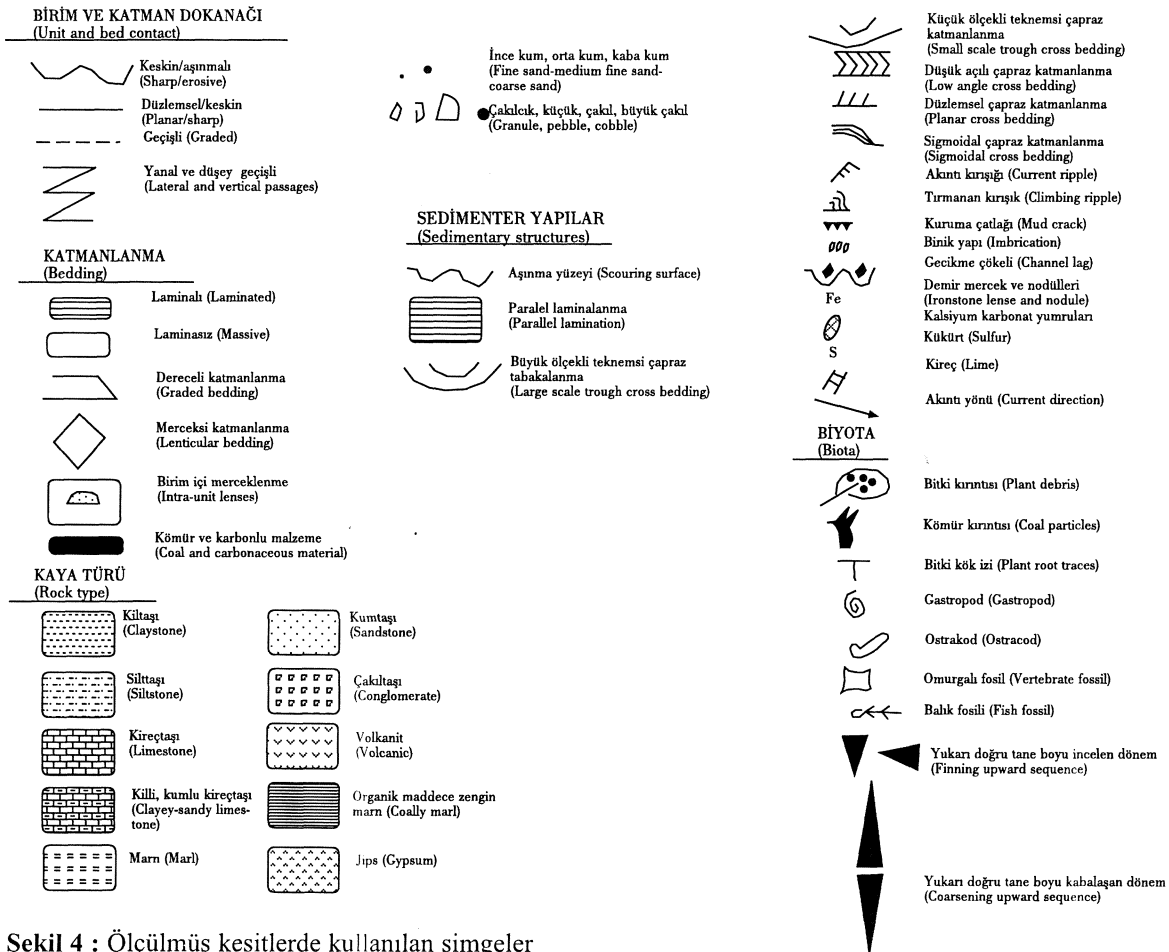 BİRİM VE KATMAN DOKANAĞI
(Unit and bed contact)
Keskin/aşınmalı
(Sharp/erosive)
Düzlemsel/keskin
(Planar/sharp)
Geçişli (Graded)
Yanal ve düşey geçişli
(Lateral and vertical passages)
KATMANLANMA
(Bedding)
Laminalı (Laminated)
Laminasız (Massive)
Dereceli katmanlanma
(Graded bedding)
Merceksi katmanlanma
(Lenticular bedding)
Birim içi merceklenme
(Intra-unit lenses)
Kömür ve karbonlu malzeme
(Coal and carbonaceous material)
KAYA TÜRÜ
(Rock type)
Kiltaşı
(Claystone)
Silttaşı
(Siltstone)
Kireçtaşı
(Limestone)
Killi, kumlu kireçtaşı
(Clayey-sandy limes-
tone)
Marn (Marl)
Kumtaşı
(Sandstone)
Çakıltaşı
(Conglomerate)
Volkanit
(Volcanic)
Organik maddece zengin
marn (Coally marl)
Jips (Gypsum)
İnce kum, orta kum, kaba kum
(Fine sand-medium fine sand-
coarse sand)
Çakılcık, küçük, çakıl, büyük çakıl
(Granule, pebble, cobble)
SEDİMENTER YAPILAR
(Sedimentary structures)
Aşınma yüzeyi (Scouring surface)
Paralel laminalanma
(Parallel lamination)
Büyük ölçekli teknemsi çapraz
tabakalanma
(Large scale trough cross bedding)
Küçük ölçekli teknemsi çapraz
katmanlanma
(Small scale trough cross bedding)
Düşük açılı çapraz katmanlanma
(Low angle cross bedding)
Düzlemsel çapraz katmanlanma
(Planar cross bedding)
Sigmoidal çapraz katmanlanma
(Sigmoidal cross bedding)
Akıntı kırışığı (Current ripple)
Tırmanan kırışık (Climbing ripple)
Kuruma çatlağı (Mud crack)
Binik yapı (Imbrication)
Gecikme çökeli (Channel lag)
Fe
Demir mercek ve nodülleri
(Ironstone lense and nodule)
Kalsiyum karbonat yumruları
S
Kükürt (Sulfur)
Kireç (Lime)
Akıntı yönü (Current direction)
BİYOTA
(Biota)
Bitki kırıntısı (Plant debris)
Kömür kırıntısı (Coal particles)
Bitki kök izi (Plant root traces)
Gastropod (Gastropod)
Ostrakod (Ostracod)
Omurgalı fosil (Vertebrate fossil)
Balık fosili (Fish fossil)
Yukarı doğru tane boyu incelen dönem
(Finning upward sequence)
Yukarı doğru tane boyu kabalaşan dönem
(Coarsening upward sequence)
Şekil 4 : Ölçülmüş kesitlerde kullanılan simgeler